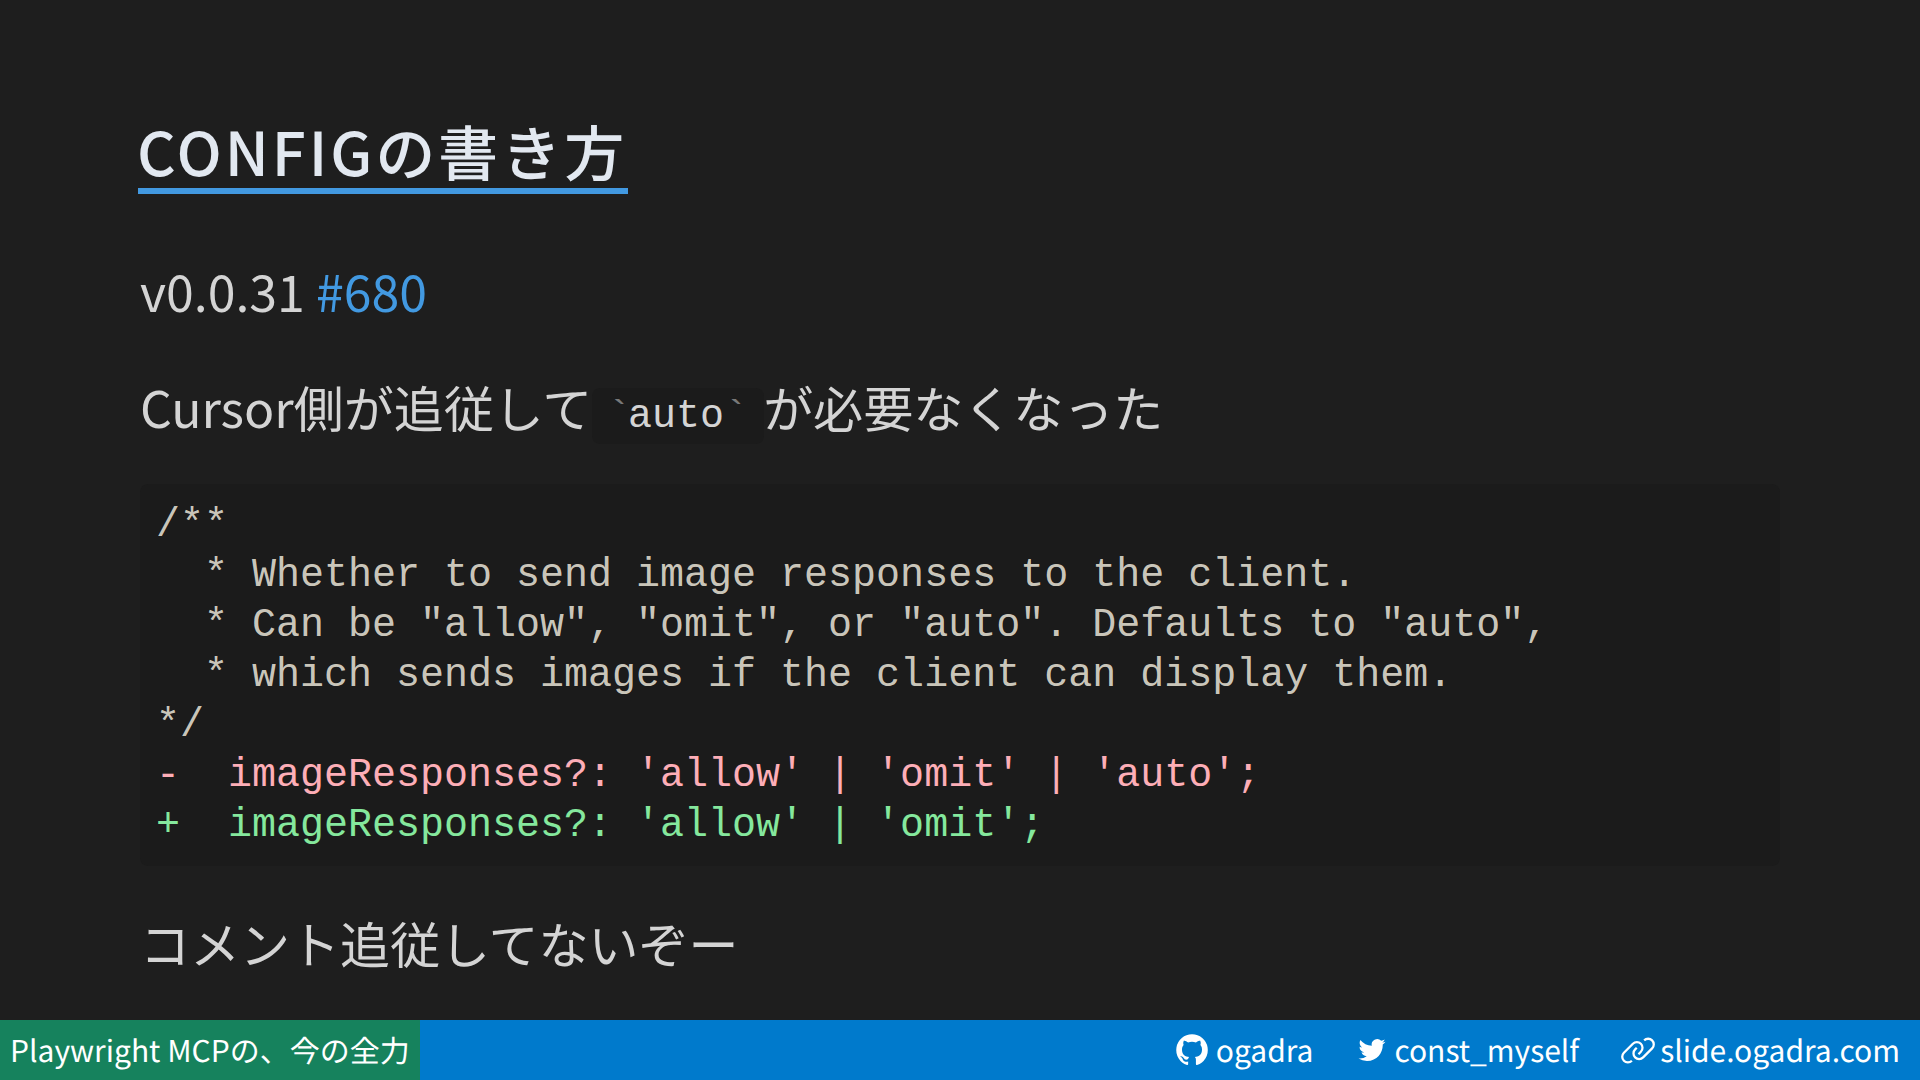 CONFIGの書き方
v0.0.31 #680
Cursor側が追従して`auto`が必要なくなった
/**
  * Whether to send image responses to the client.
  * Can be "allow", "omit", or "auto". Defaults to "auto",
  * which sends images if the client can display them.
*/
-  imageResponses?: 'allow' | 'omit' | 'auto';
+  imageResponses?: 'allow' | 'omit';
コメント追従してないぞー
Playwright MCPの、今の全力
ogadra
const_myself
slide.ogadra.com